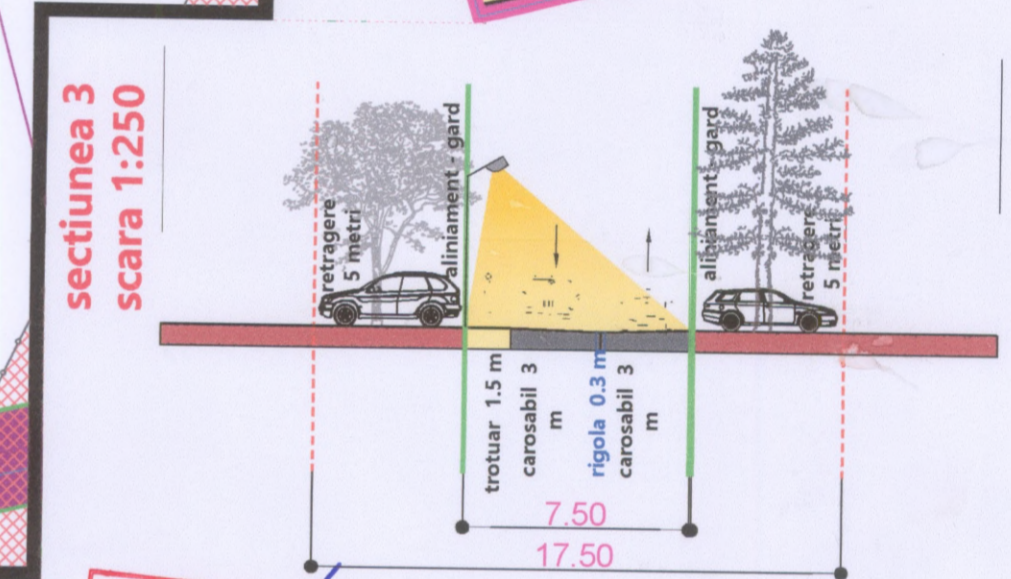 sectiunea 3
scara 1:250
retragere
5 metri
aliniament - gard
aliniament - gard
retragere
5 metri
trotuar 1.5 m
carosabil 3
m
rigola 0.3 m
carosabil 3
m
7.50
17.50